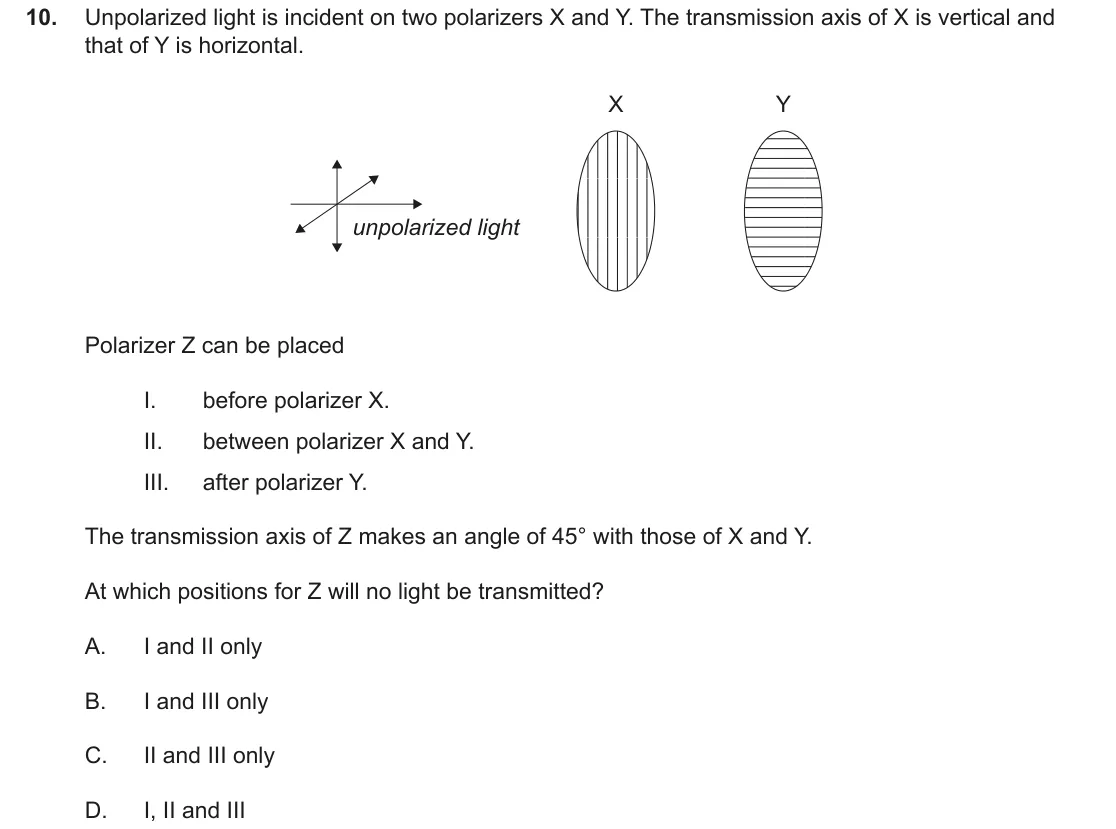 10. Unpolarized light is incident on two polarizers X and Y. The transmission axis of X is vertical and
that of Y is horizontal.
X Y
unpolarized light
Polarizer Z can be placed
I. before polarizer X.
II. between polarizer X and Y.
III. after polarizer Y.
The transmission axis of Z makes an angle of 45° with those of X and Y.
At which positions for Z will no light be transmitted?
A. I and II only
B. I and III only
C. II and III only
D. I, II and III